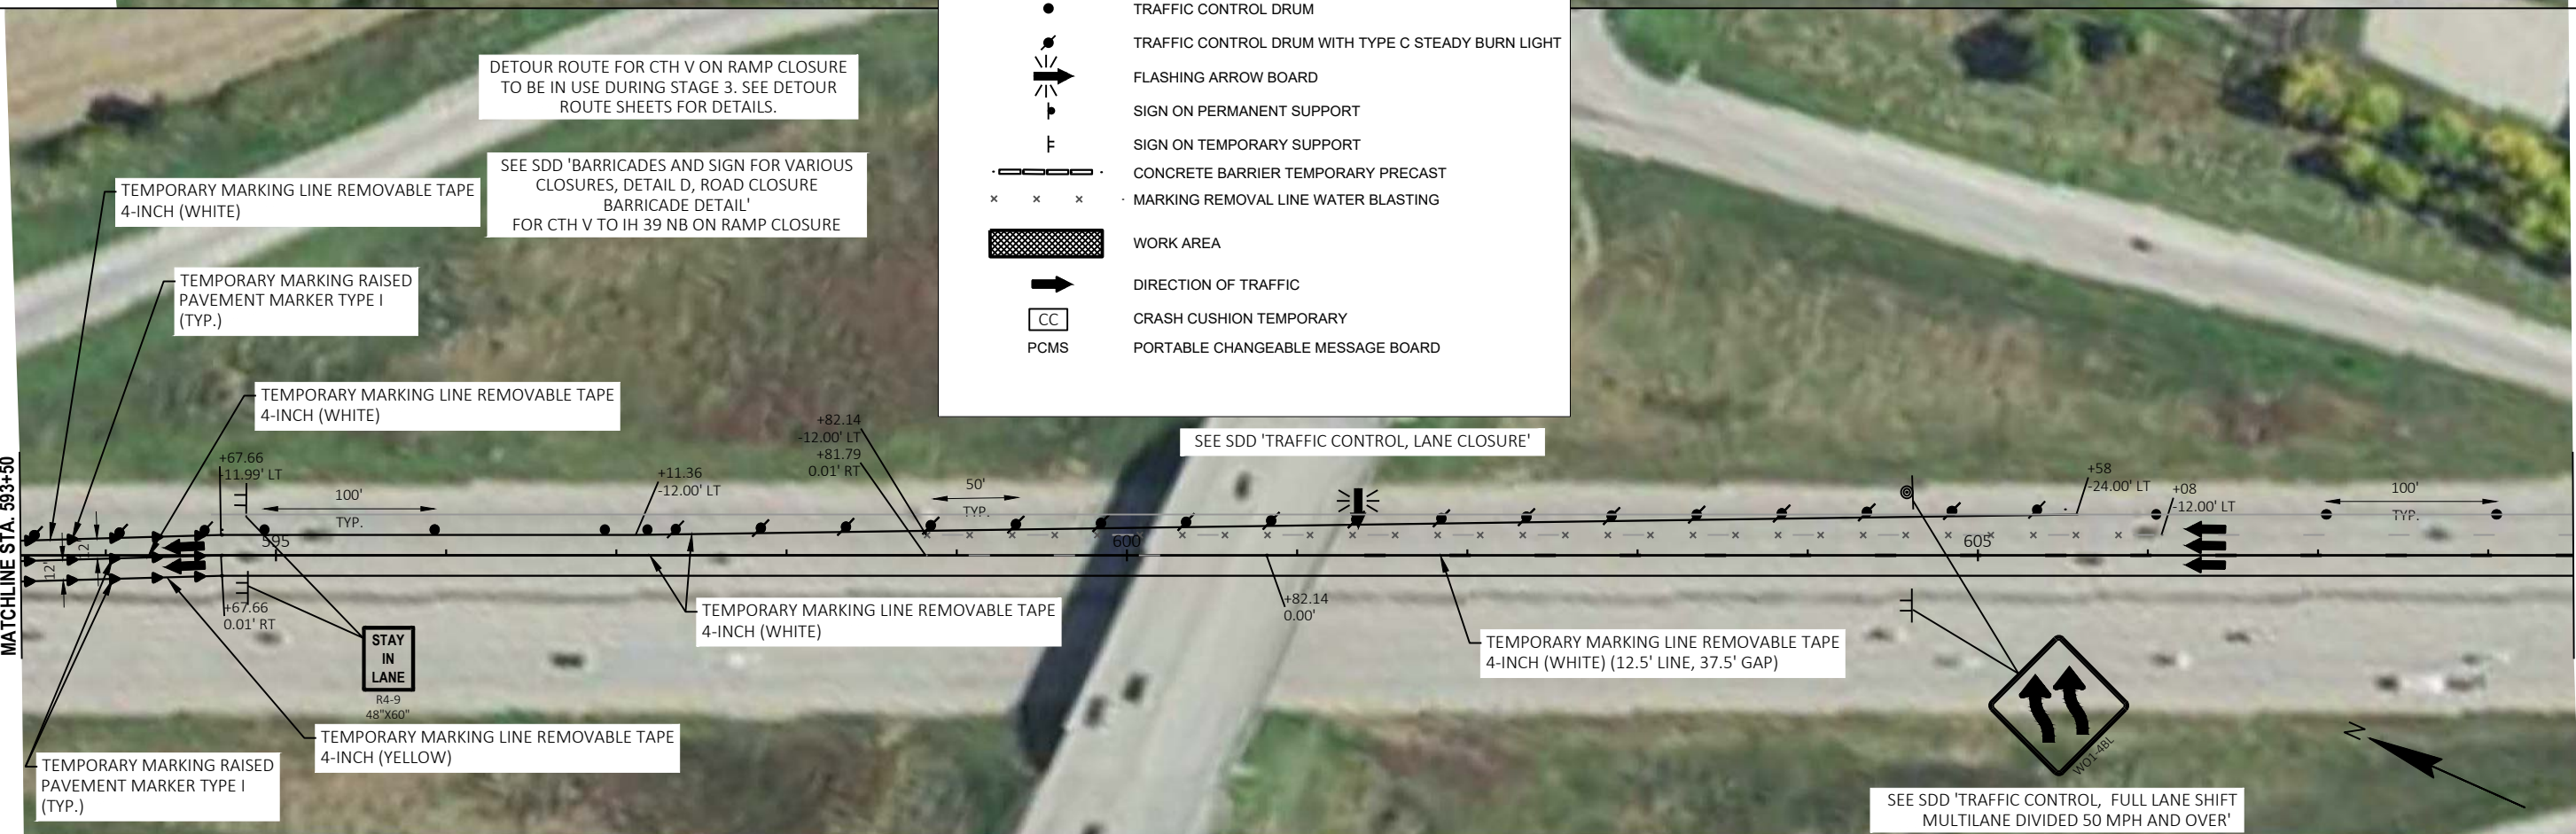 TRAFFIC CONTROL DRUM
TRAFFIC CONTROL DRUM WITH TYPE C STEADY BURN LIGHT
FLASHING ARROW BOARD
SIGN ON PERMANENT SUPPORT
SIGN ON TEMPORARY SUPPORT
CONCRETE BARRIER TEMPORARY PRECAST
MARKING REMOVAL LINE WATER BLASTING
WORK AREA
DIRECTION OF TRAFFIC
CC
CRASH CUSHION TEMPORARY
PCMS
PORTABLE CHANGEABLE MESSAGE BOARD
DETOUR ROUTE FOR CTH V ON RAMP CLOSURE
TO BE IN USE DURING STAGE 3. SEE DETOUR
ROUTE SHEETS FOR DETAILS.
SEE SDD 'BARRICADES AND SIGN FOR VARIOUS
CLOSURES, DETAIL D, ROAD CLOSURE
BARRICADE DETAIL'
FOR CTH V TO IH 39 NB ON RAMP CLOSURE
TEMPORARY MARKING LINE REMOVABLE TAPE
4-INCH (WHITE)
TEMPORARY MARKING RAISED
PAVEMENT MARKER TYPE I
(TYP.)
TEMPORARY MARKING LINE REMOVABLE TAPE
4-INCH (WHITE)
SEE SDD 'TRAFFIC CONTROL, LANE CLOSURE'
MATCHLINE STA. 593+50
+67.66
-11.99' LT
100'
TYP.
+11.36
-12.00' LT
+82.14
-12.00' LT
+81.79
0.01' RT
50'
TYP.
+58
-24.00' LT
+08
-12.00' LT
100'
TYP.
12'
12'
595
600
605
+67.66
0.01' RT
STAY
IN
LANE
R4-9
48"X60"
TEMPORARY MARKING LINE REMOVABLE TAPE
4-INCH (WHITE)
+82.14
0.00'
TEMPORARY MARKING LINE REMOVABLE TAPE
4-INCH (WHITE) (12.5' LINE, 37.5' GAP)
WO1-4BL
N
TEMPORARY MARKING LINE REMOVABLE TAPE
4-INCH (YELLOW)
TEMPORARY MARKING RAISED
PAVEMENT MARKER TYPE I
(TYP.)
SEE SDD 'TRAFFIC CONTROL, FULL LANE SHIFT
MULTILANE DIVIDED 50 MPH AND OVER'